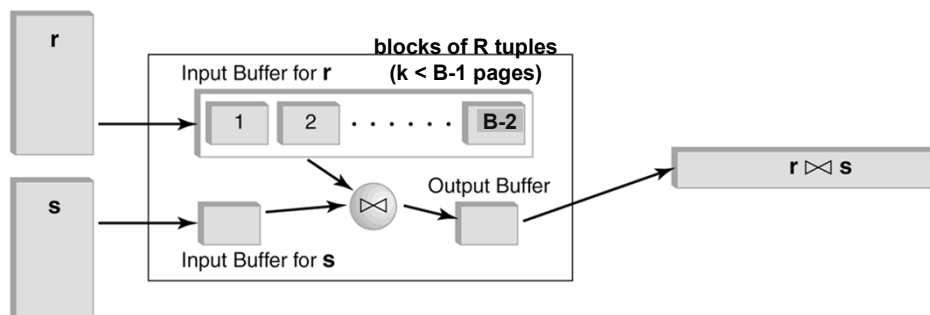 r
blocks of R tuples
(k < B-1 pages)
Input Buffer for r
1 2 · · · · · · B-2
r ⋈ s
Output Buffer
s
⋈
Input Buffer for s